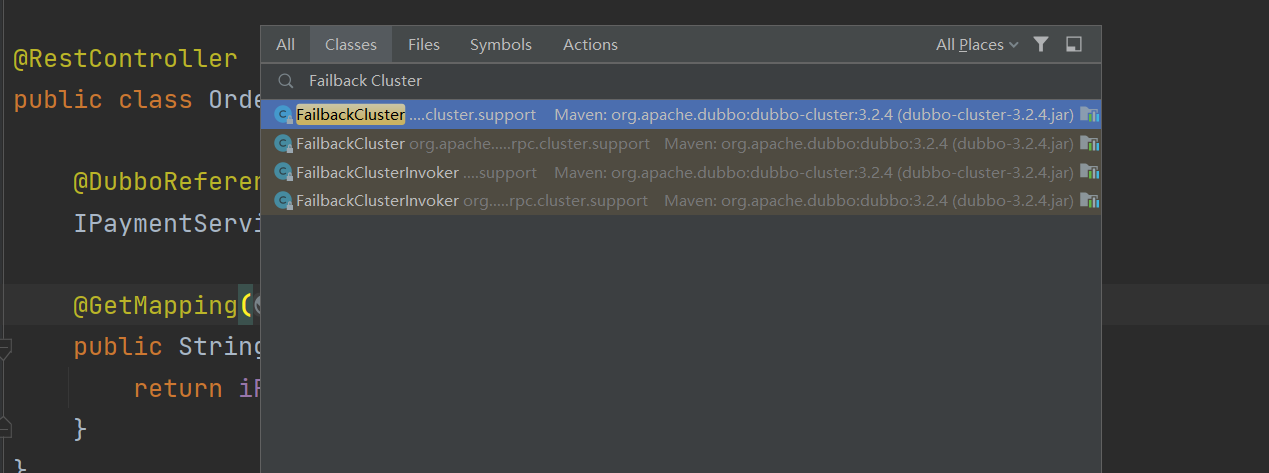 All Classes Files Symbols Actions All Places
Failback Cluster
FailbackCluster ....cluster.support Maven: org.apache.dubbo:dubbo-cluster:3.2.4 (dubbo-cluster-3.2.4.jar)
FailbackCluster org.apache.....rpc.cluster.support Maven: org.apache.dubbo:dubbo:3.2.4 (dubbo-3.2.4.jar)
FailbackClusterInvoker ....support Maven: org.apache.dubbo:dubbo-cluster:3.2.4 (dubbo-cluster-3.2.4.jar)
FailbackClusterInvoker org.....rpc.cluster.support Maven: org.apache.dubbo:dubbo:3.2.4 (dubbo-3.2.4.jar)
@RestController
public class Orde
@DubboReferen
IPaymentServi
@GetMapping(
public String
return iP
}
}